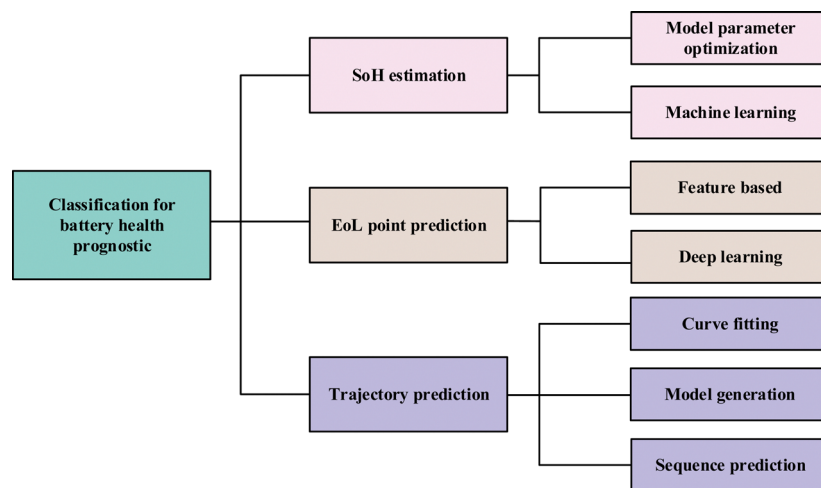 Classification for
battery health
prognostic
SoH estimation
Model parameter
optimization
Machine learning
EoL point prediction
Feature based
Deep learning
Trajectory prediction
Curve fitting
Model generation
Sequence prediction